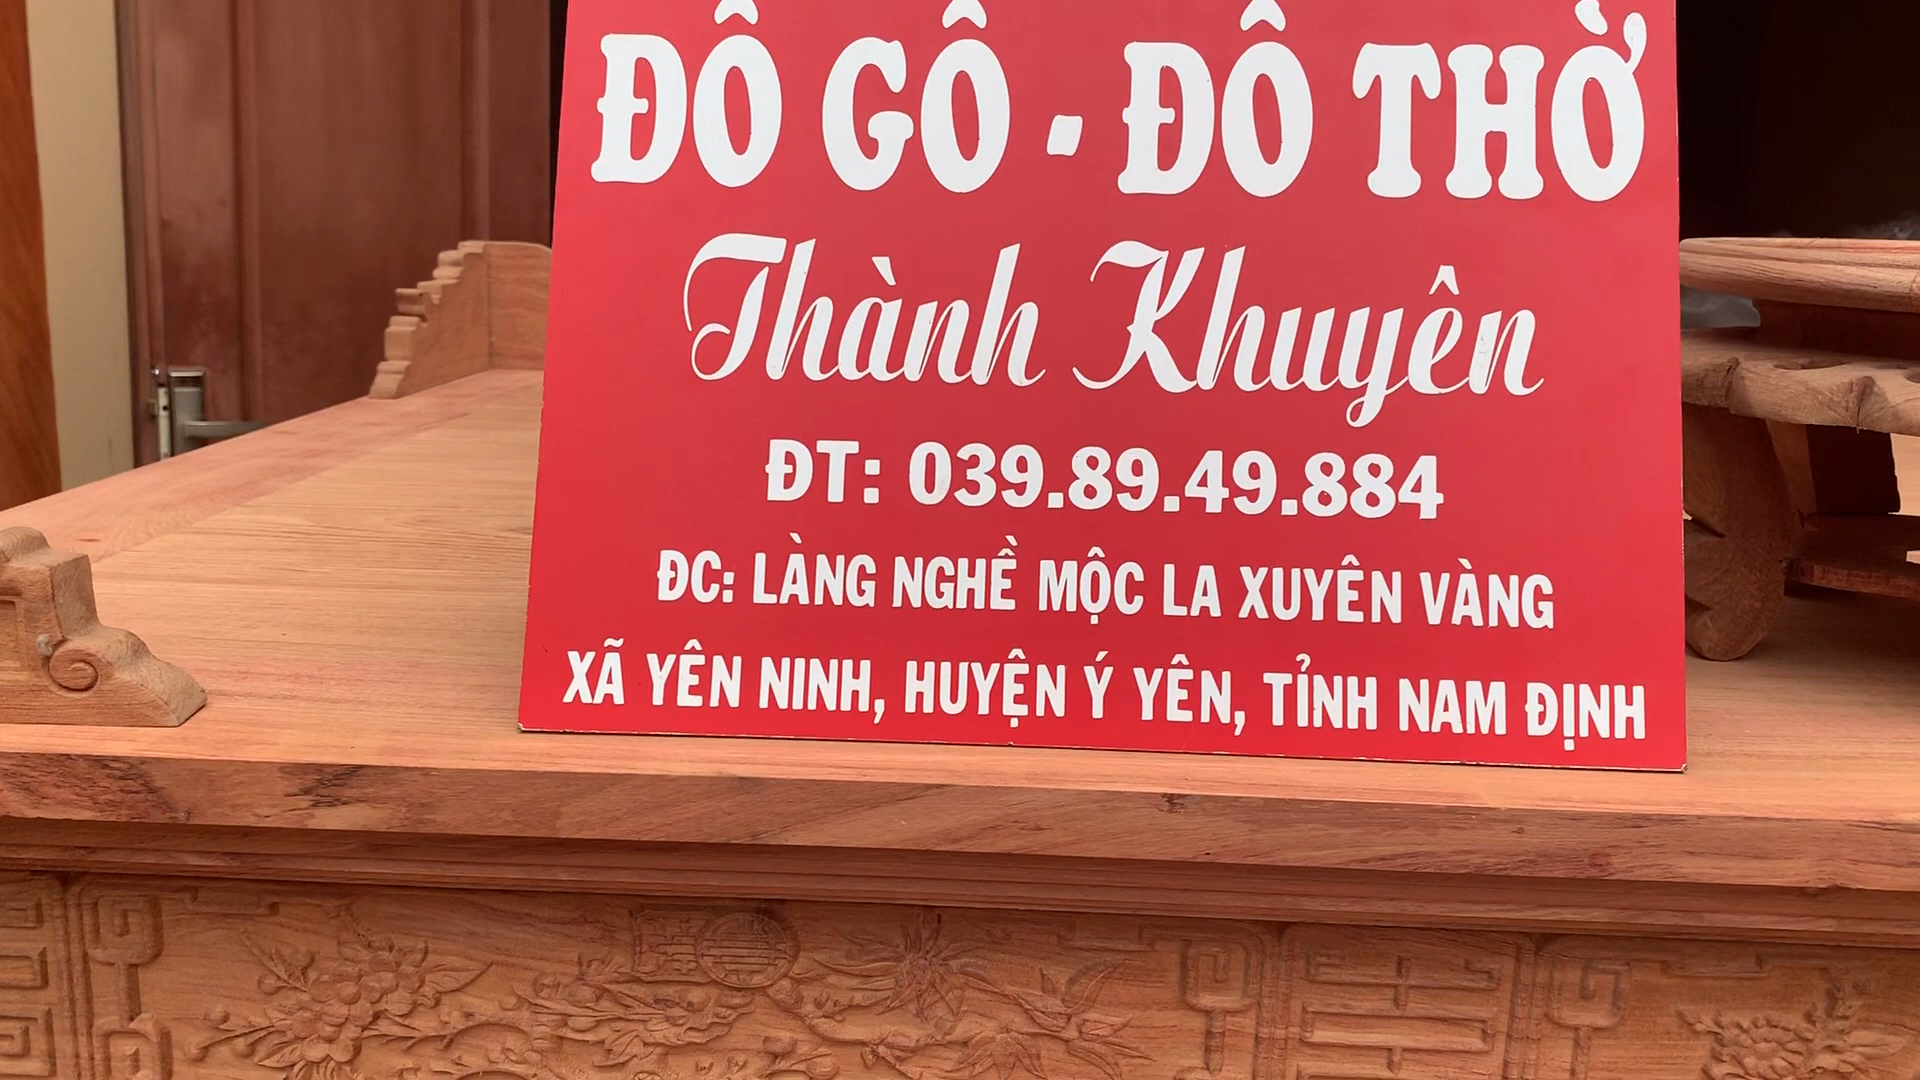 ĐỒ GỖ - ĐỒ THỜ
Thành Khuyên
ĐT: 039.89.49.884
ĐC: LÀNG NGHỀ MỘC LA XUYÊN VÀNG
XÃ YÊN NINH, HUYỆN Ý YÊN, TỈNH NAM ĐỊNH